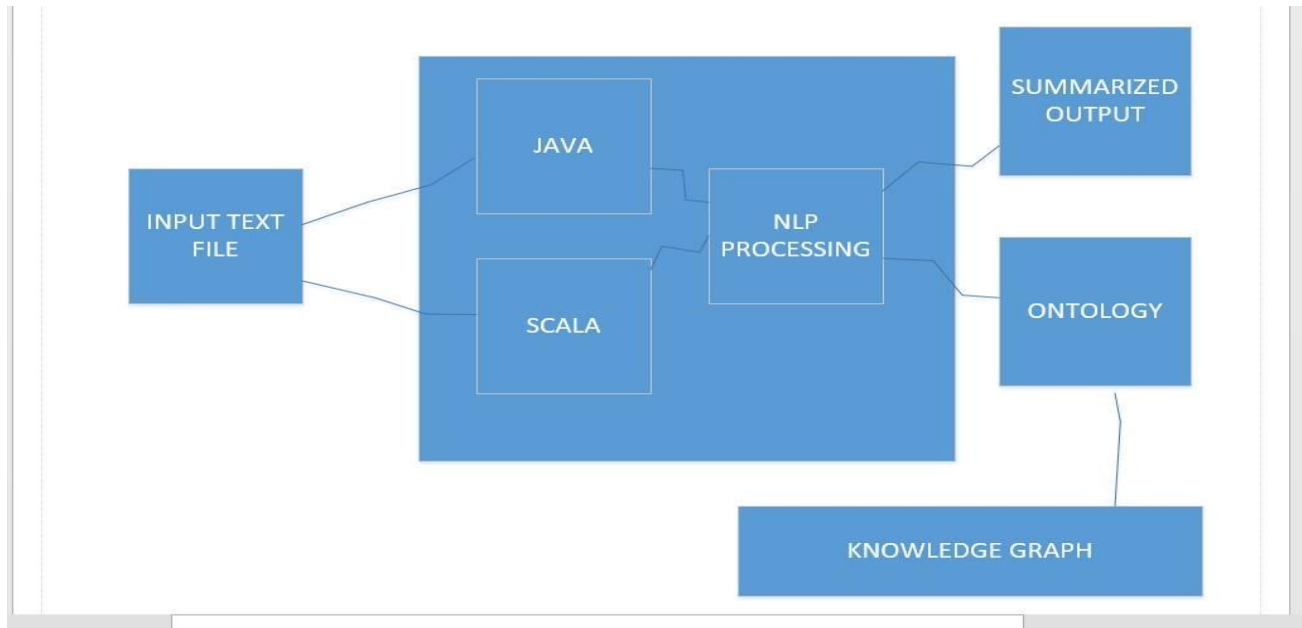 INPUT TEXT
FILE
JAVA
SCALA
NLP
PROCESSING
SUMMARIZED
OUTPUT
ONTOLOGY
KNOWLEDGE GRAPH